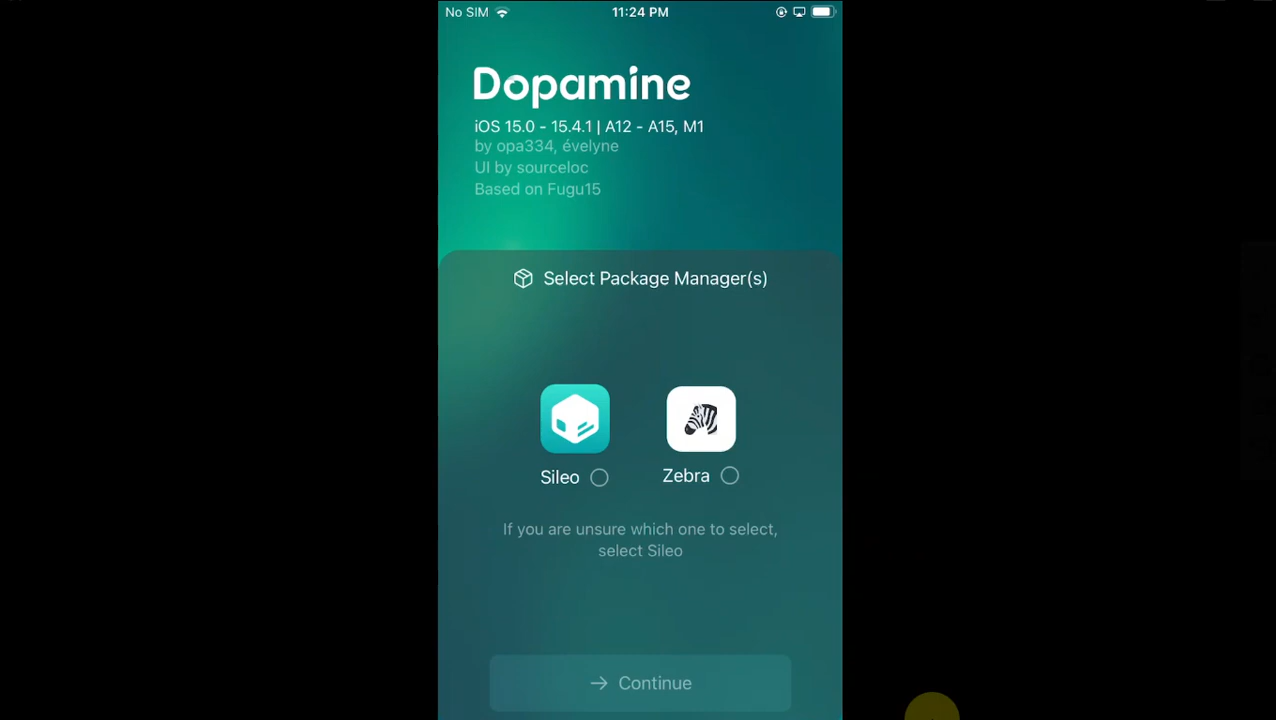 No SIM 11:24 PM
Dopamine
iOS 15.0 - 15.4.1 | A12 - A15, M1
by opa334, évelyne
UI by sourceloc
Based on Fugu15
Select Package Manager(s)
Sileo Zebra
If you are unsure which one to select,
select Sileo
Continue